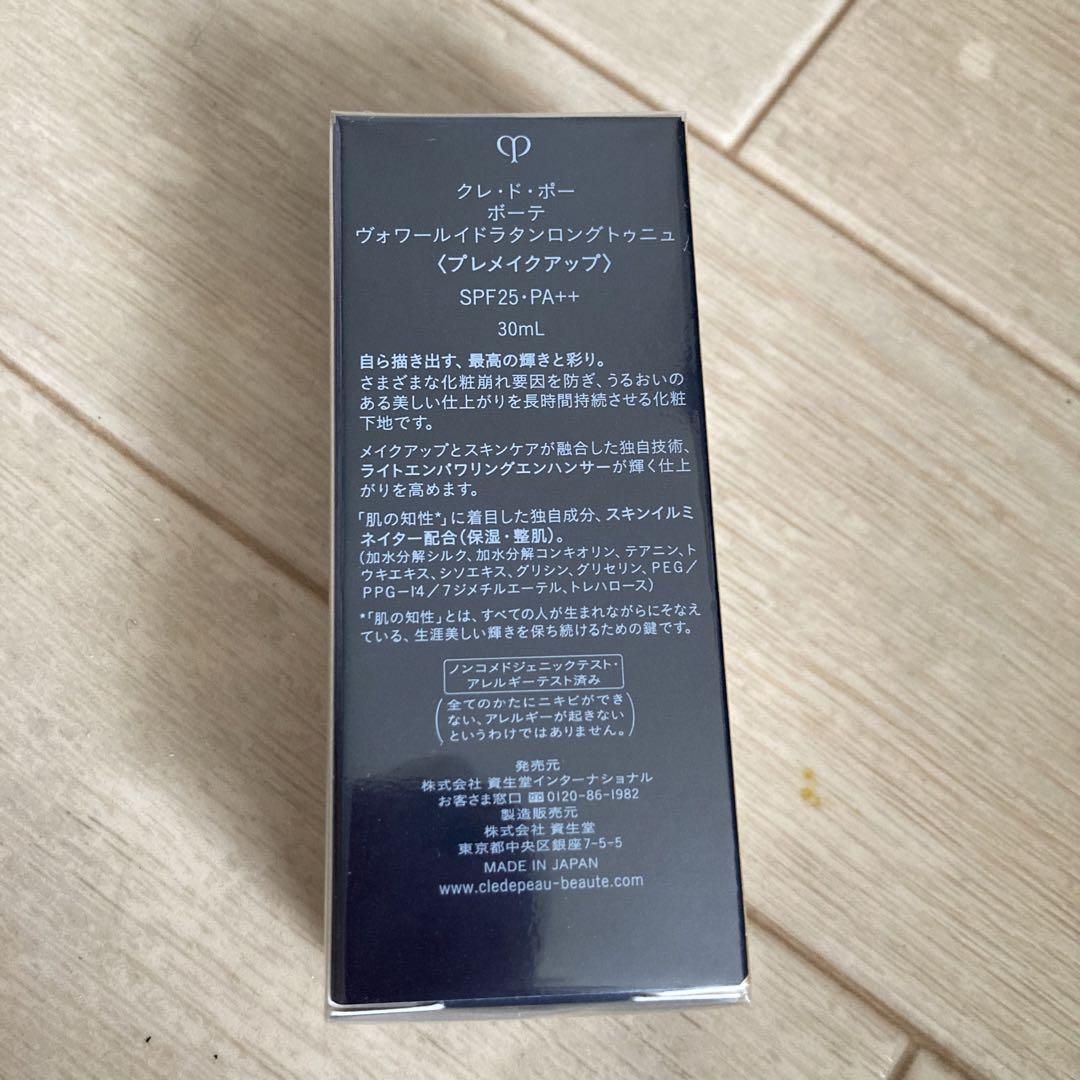 クレ・ド・ポー
ボーテ
ヴォワールイドラタンロングトゥニュ
〈プレメイクアップ〉
SPF25・PA++
30mL
自ら描き出す、最高の輝きと彩り。
さまざまな化粧崩れ要因を防ぎ、うるおいの
ある美しい仕上がりを長時間持続させる化粧
下地です。
メイクアップとスキンケアが融合した独自技術、
ライトエンパワリングエンハンサーが輝く仕上
がりを高めます。
「肌の知性*」に着目した独自成分、スキンイルミ
ネイター配合（保湿・整肌）。
(加水分解シルク、加水分解コンキオリン、テアニン、ト
ウキエキス、シソエキス、グリシン、グリセリン、PEG／
PPG−14／7ジメチルエーテル、トレハロース)
*「肌の知性」とは、すべての人が生まれながらにそなえ
ている、生涯美しい輝きを保ち続けるための鍵です。
ノンコメドジェニックテスト・
アレルギーテスト済み
(全てのかたにニキビができ
ない、アレルギーが起きない
というわけではありません。)
発売元
株式会社 資生堂インターナショナル
お客さま窓口 0120-86-1982
製造販売元
株式会社 資生堂
東京都中央区銀座7-5-5
MADE IN JAPAN
www.cledepeau-beaute.com